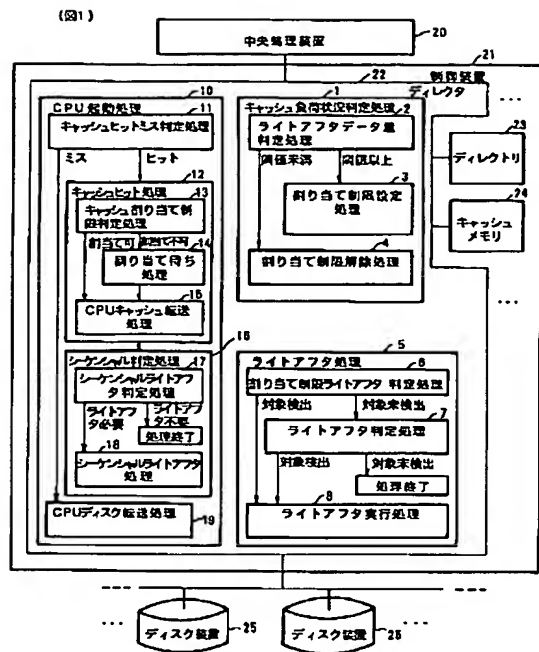 (図1)
中央処理装置
20
21
22
制御装置
ディレクタ
10
CPU起動処理
11
キャッシュヒットミス判定処理
ミス
ヒット
12
キャッシュヒット処理
13
キャッシュ割り当て制
限判定処理
割当て可
割当て不可
14
割り当て待ち
処理
15
CPUキャッシュ転送
処理
16
シーケンシャル判定処理
17
シーケンシャルライトアフ
タ判定処理
ライトアフ
タ必要
ライトアフ
タ不要
処理終了
18
シーケンシャルライトアフタ
処理
CPUディスク転送処理
19
1
キャッシュ負荷状況判定処理
2
ライトアフタデータ量
判定処理
閾値未満
閾値以上
3
割り当て制限設定
処理
4
割り当て制限解除処理
5
ライトアフタ処理
6
割り当て制限ライトアフタ 判定処理
対象検出
対象未検出
7
ライトアフタ判定処理
対象検出
対象未検出
処理終了
8
ライトアフタ実行処理
23
ディレクトリ
24
キャッシュ
メモリ
ディスク装置
25
ディスク装置
26